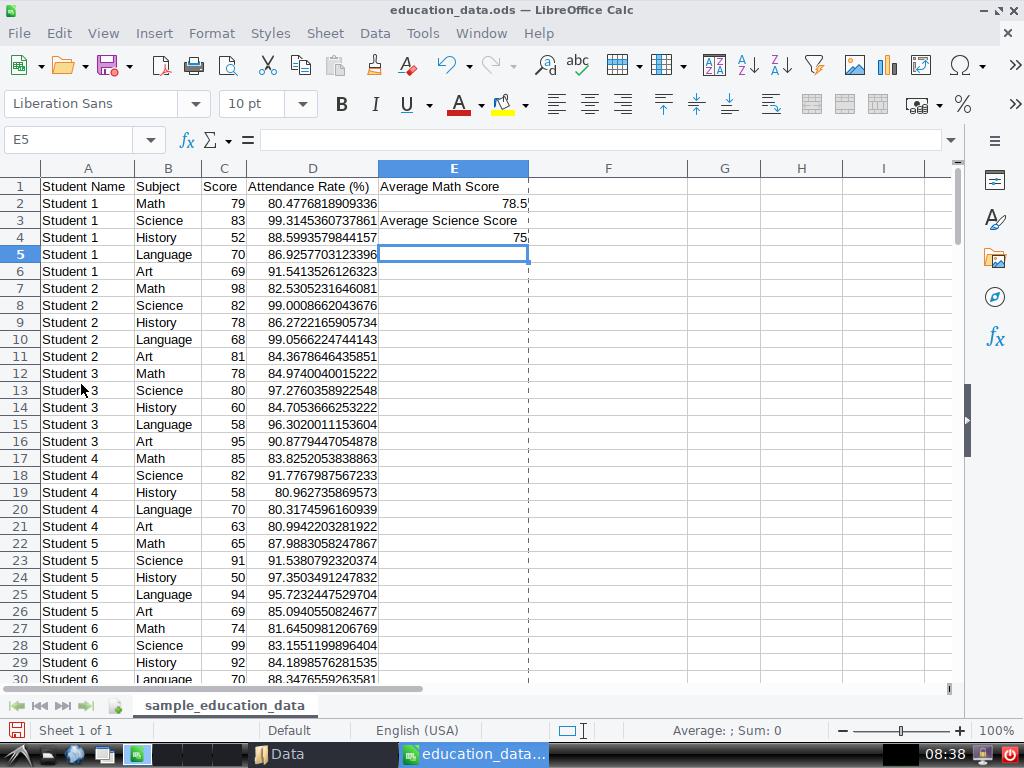 education_data.ods — LibreOffice Calc
File Edit View Insert Format Styles Sheet Data Tools Window Help
Liberation Sans 10 pt B I U A %
E5 fx Σ =
A B C D E F G H I
1 Student Name Subject Score Attendance Rate (%) Average Math Score
2 Student 1 Math 79 80.4776818909336 78.5
3 Student 1 Science 83 99.3145360737861 Average Science Score
4 Student 1 History 52 88.5993579844157 75
5 Student 1 Language 70 86.9257703123396
6 Student 1 Art 69 91.5413526126323
7 Student 2 Math 98 82.5305231646081
8 Student 2 Science 82 99.0008662043676
9 Student 2 History 78 86.2722165905734
10 Student 2 Language 68 99.0566224744143
11 Student 2 Art 81 84.3678646435851
12 Student 3 Math 78 84.9740040015222
13 Student 3 Science 80 97.2760358922548
14 Student 3 History 60 84.7053666253222
15 Student 3 Language 58 96.3020011153604
16 Student 3 Art 95 90.8779447054878
17 Student 4 Math 85 83.8252053838863
18 Student 4 Science 82 91.7767987567233
19 Student 4 History 58 80.962735869573
20 Student 4 Language 70 80.3174596160939
21 Student 4 Art 63 80.9942203281922
22 Student 5 Math 65 87.9883058247867
23 Student 5 Science 91 91.5380792320374
24 Student 5 History 50 97.3503491247832
25 Student 5 Language 94 95.7232447529704
26 Student 5 Art 69 85.0940550824677
27 Student 6 Math 74 81.6450981206769
28 Student 6 Science 99 83.1551199896404
29 Student 6 History 92 84.1898576281535
30 Student 6 Language 70 88.3476559263581
sample_education_data
Sheet 1 of 1 Default English (USA) Average: ; Sum: 0 100%
Data education_data... 08:38